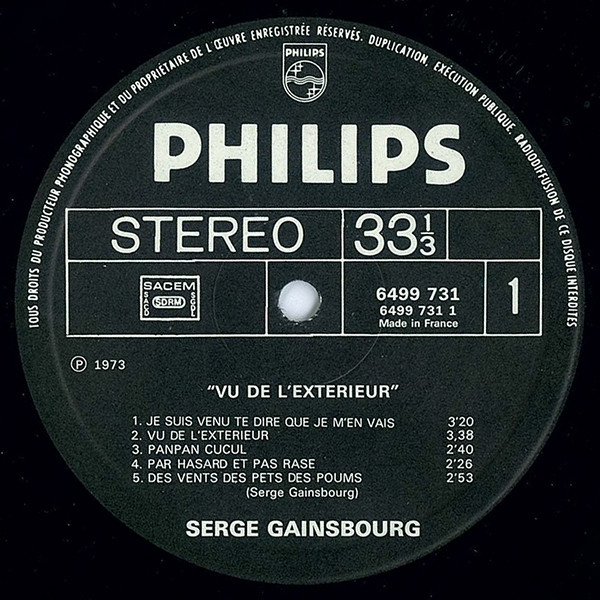 TOUS DROITS DU PRODUCTEUR PHONOGRAPHIQUE ET DU PROPRIÉTAIRE DE L'ŒUVRE ENREGISTRÉE RÉSERVÉS. DUPLICATION, EXÉCUTION PUBLIQUE, RADIODIFFUSION DE CE DISQUE INTERDITES
PHILIPS
PHILIPS
STEREO 33 1/3
SACEM
SACD SDRM SGDL
6499 731
6499 731 1
Made in France
1
Ⓟ 1973
"VU DE L'EXTERIEUR"
1. JE SUIS VENU TE DIRE QUE JE M'EN VAIS 3'20
2. VU DE L'EXTERIEUR 3,38
3. PANPAN CUCUL 2'40
4. PAR HASARD ET PAS RASE 2'26
5. DES VENTS DES PETS DES POUMS 2'53
(Serge Gainsbourg)
SERGE GAINSBOURG